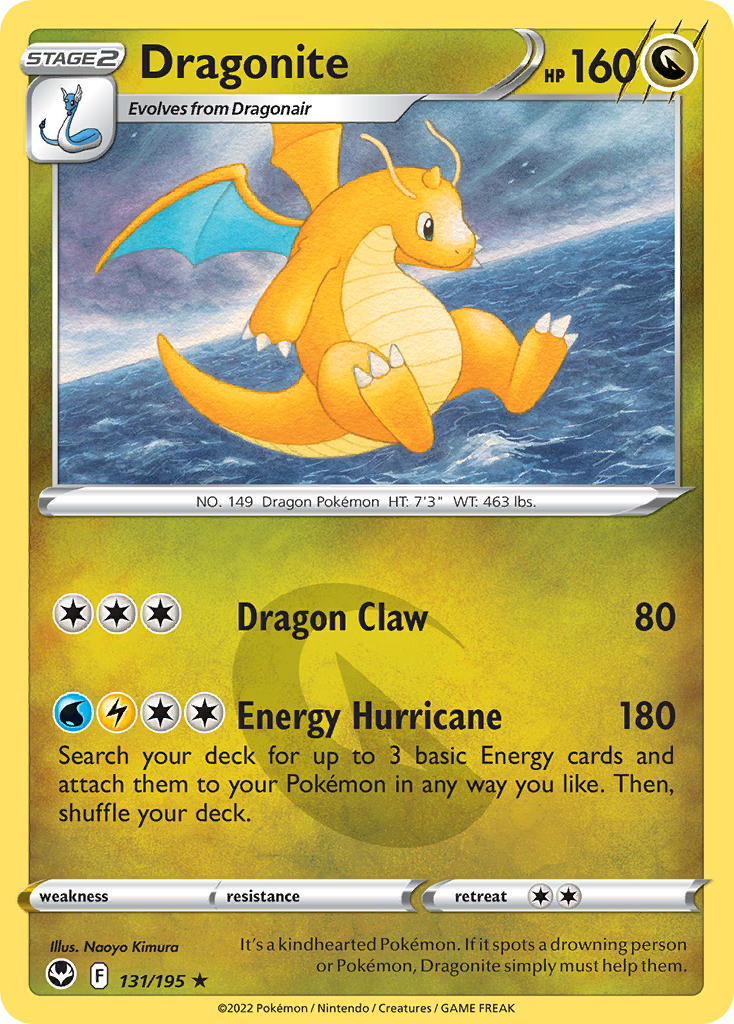 STAGE2
Dragonite
HP 160
Evolves from Dragonair
NO. 149 Dragon Pokémon HT: 7'3" WT: 463 lbs.
Dragon Claw 80
Energy Hurricane 180
Search your deck for up to 3 basic Energy cards and
attach them to your Pokémon in any way you like. Then,
shuffle your deck.
weakness resistance retreat
Illus. Naoyo Kimura
It's a kindhearted Pokémon. If it spots a drowning person
or Pokémon, Dragonite simply must help them.
F 131/195 ★
©2022 Pokémon / Nintendo / Creatures / GAME FREAK